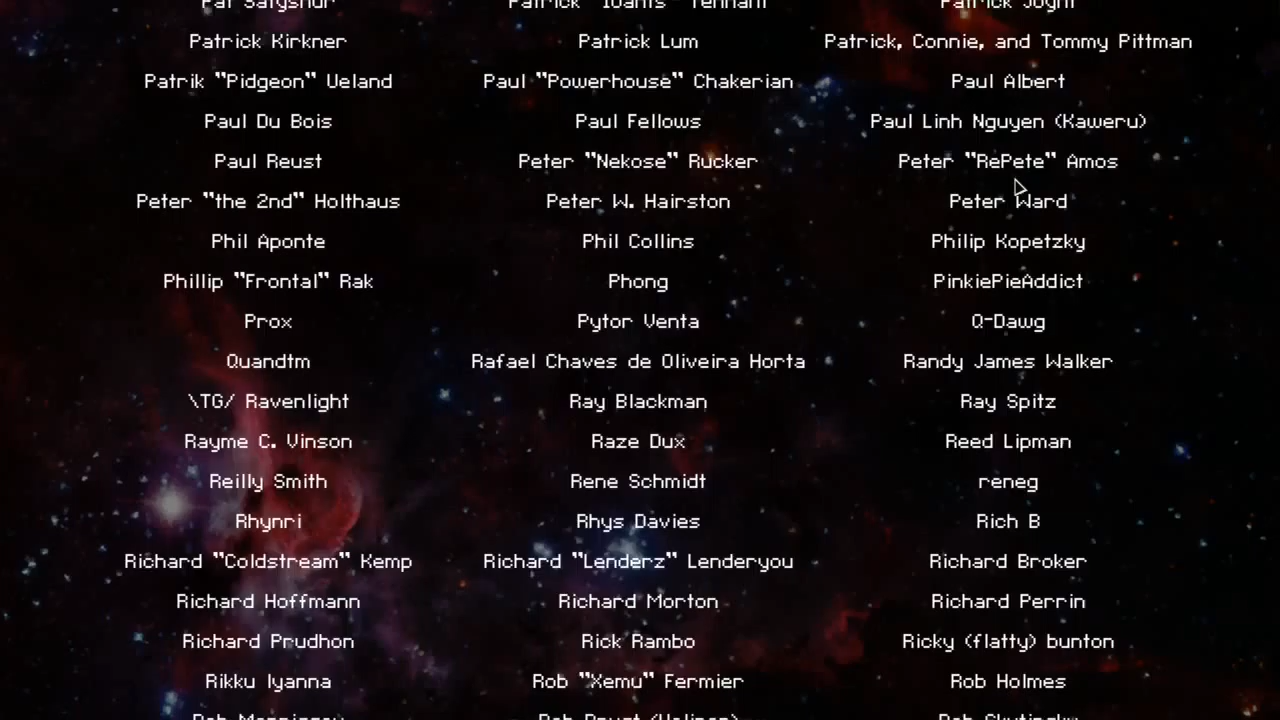 Patrick Kirkner Patrick Lum Patrick, Connie, and Tommy Pittman
Patrik "Pidgeon" Ueland Paul "Powerhouse" Chakerian Paul Albert
Paul Du Bois Paul Fellows Paul Linh Nguyen (Kaweru)
Paul Reust Peter "Nekose" Rucker Peter "RePete" Amos
Peter "the 2nd" Holthaus Peter W. Hairston Peter Ward
Phil Aponte Phil Collins Philip Kopetzky
Phillip "Frontal" Rak Phong PinkiePieAddict
Prox Pytor Venta Q-Dawg
Quandtm Rafael Chaves de Oliveira Horta Randy James Walker
\TG/ Ravenlight Ray Blackman Ray Spitz
Rayme C. Vinson Raze Dux Reed Lipman
Reilly Smith Rene Schmidt reneg
Rhynri Rhys Davies Rich B
Richard "Coldstream" Kemp Richard "Lenderz" Lenderyou Richard Broker
Richard Hoffmann Richard Morton Richard Perrin
Richard Prudhon Rick Rambo Ricky (flatty) bunton
Rikku Iyanna Rob "Xemu" Fermier Rob Holmes